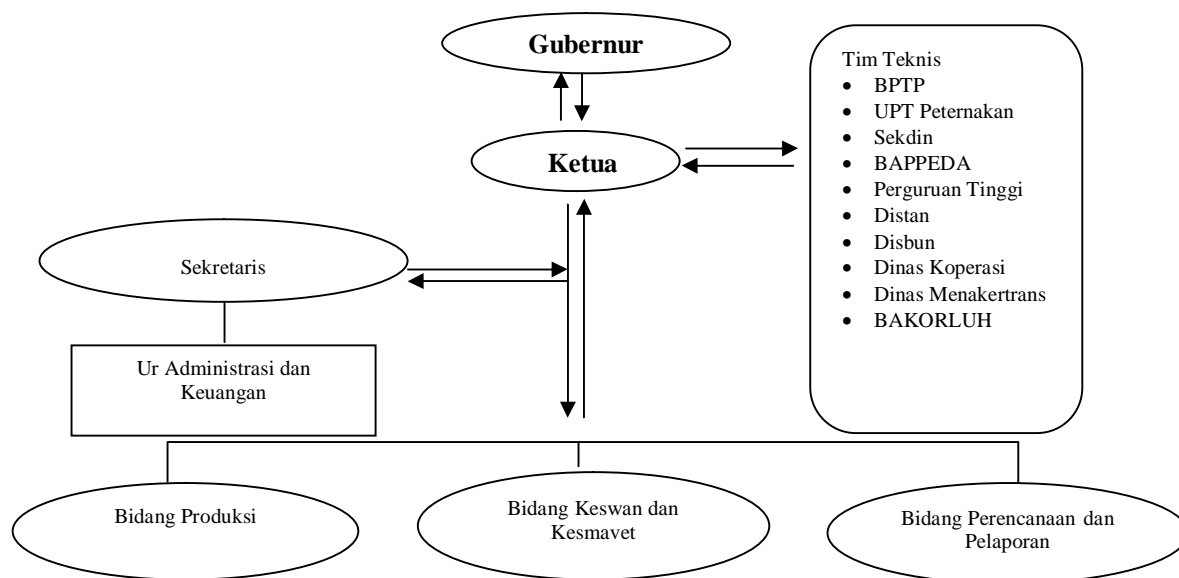 Gubernur
Ketua
Tim Teknis
• BPTP
• UPT Peternakan
• Sekdin
• BAPPEDA
• Perguruan Tinggi
• Distan
• Disbun
• Dinas Koperasi
• Dinas Menakertrans
• BAKORLUH
Sekretaris
Ur Administrasi dan
Keuangan
Bidang Produksi
Bidang Keswan dan
Kesmavet
Bidang Perencanaan dan
Pelaporan